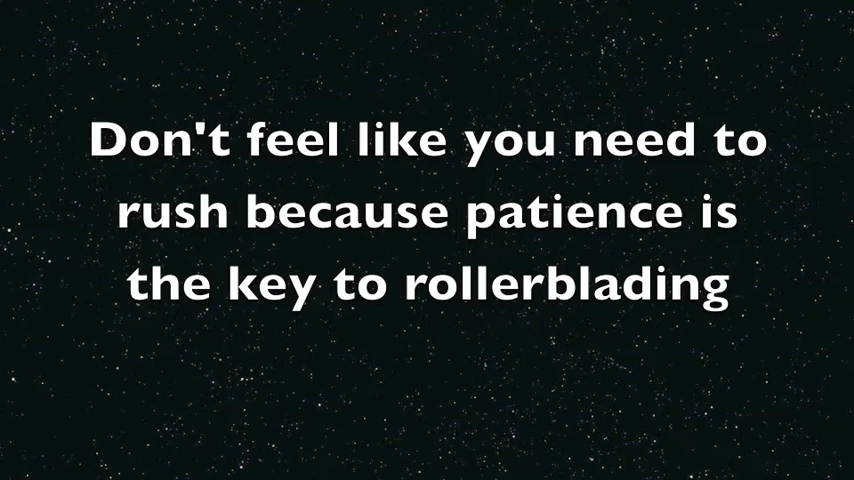 Don't feel like you need to
rush because patience is
the key to rollerblading